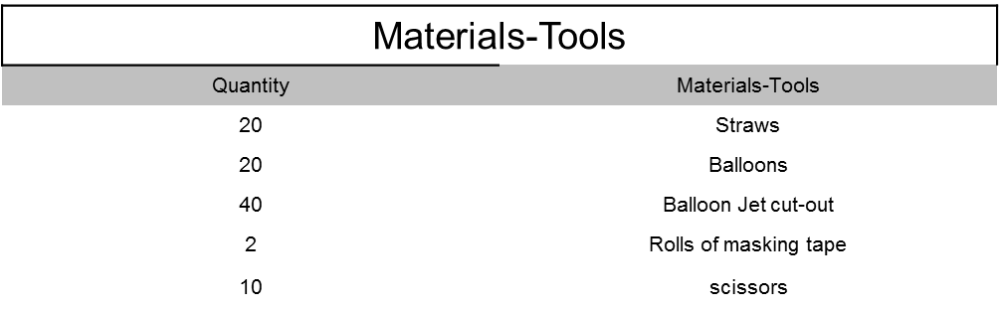 Materials-Tools
Quantity Materials-Tools
20 Straws
20 Balloons
40 Balloon Jet cut-out
2 Rolls of masking tape
10 scissors